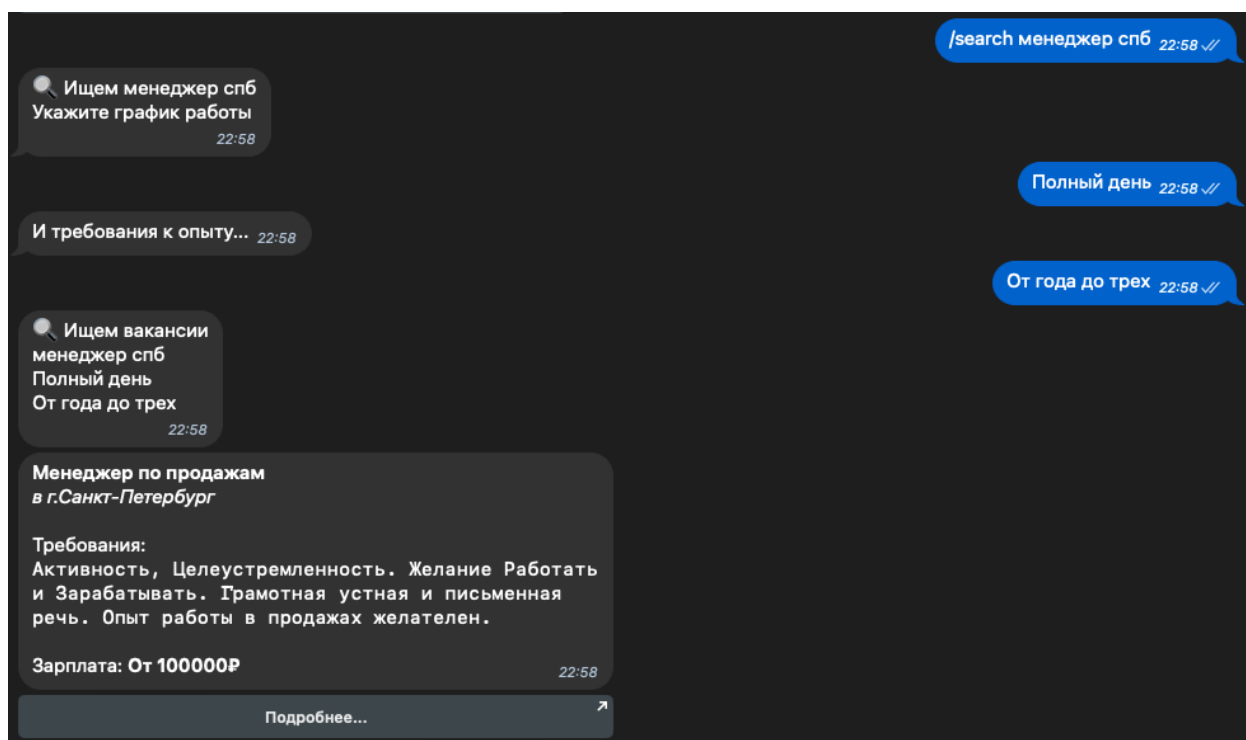 /search менеджер спб 22:58
🔍 Ищем менеджер спб
Укажите график работы
22:58
Полный день 22:58
И требования к опыту... 22:58
От года до трех 22:58
🔍 Ищем вакансии
менеджер спб
Полный день
От года до трех
22:58
Менеджер по продажам
в г.Санкт-Петербург
Требования:
Активность, Целеустремленность. Желание Работать
и Зарабатывать. Грамотная устная и письменная
речь. Опыт работы в продажах желателен.
Зарплата: От 100000₽ 22:58
Подробнее...